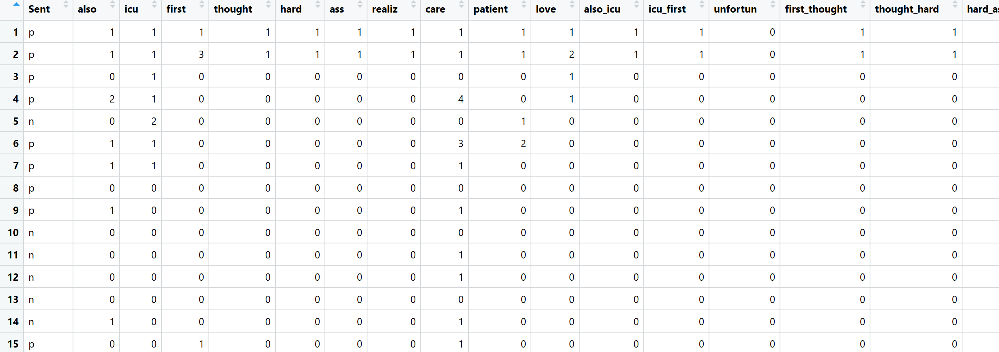 Sent also icu first thought hard ass realiz care patient love also_icu icu_first unfortun first_thought thought_hard
1 p 1 1 1 1 1 1 1 1 1 1 1 1 0 1 1
2 p 1 1 3 1 1 1 1 1 1 2 1 1 0 1 1
3 p 0 1 0 0 0 0 0 0 0 1 0 0 0 0 0
4 p 2 1 0 0 0 0 0 4 0 1 0 0 0 0 0
5 n 0 2 0 0 0 0 0 0 1 0 0 0 0 0 0
6 p 1 1 0 0 0 0 0 3 2 0 0 0 0 0 0
7 p 1 1 0 0 0 0 0 1 0 0 0 0 0 0 0
8 p 0 0 0 0 0 0 0 0 0 0 0 0 0 0 0
9 p 1 0 0 0 0 0 0 1 0 0 0 0 0 0 0
10 n 0 0 0 0 0 0 0 0 0 0 0 0 0 0 0
11 n 0 0 0 0 0 0 0 1 0 0 0 0 0 0 0
12 n 0 0 0 0 0 0 0 1 0 0 0 0 0 0 0
13 n 0 0 0 0 0 0 0 0 0 0 0 0 0 0 0
14 n 1 0 0 0 0 0 0 1 0 0 0 0 0 0 0
15 p 0 0 1 0 0 0 0 1 0 0 0 0 0 0 0